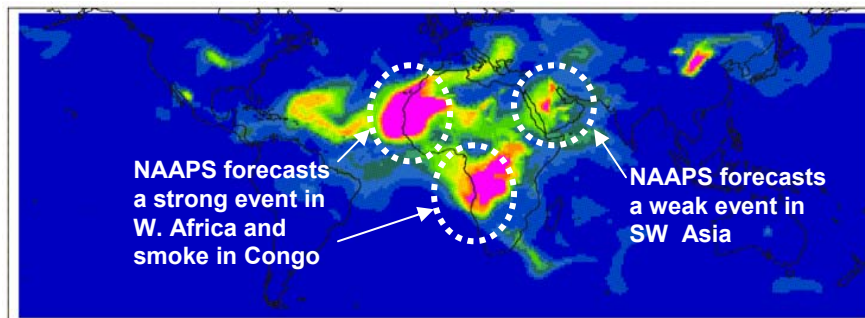 NAAPS forecasts
a strong event in
W. Africa and
smoke in Congo
NAAPS forecasts
a weak event in
SW Asia